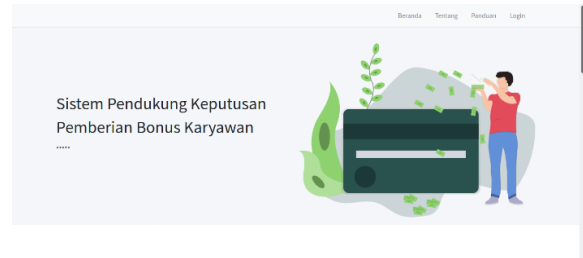 Beranda Tentang Panduan Login
Sistem Pendukung Keputusan
Pemberian Bonus Karyawan
.....